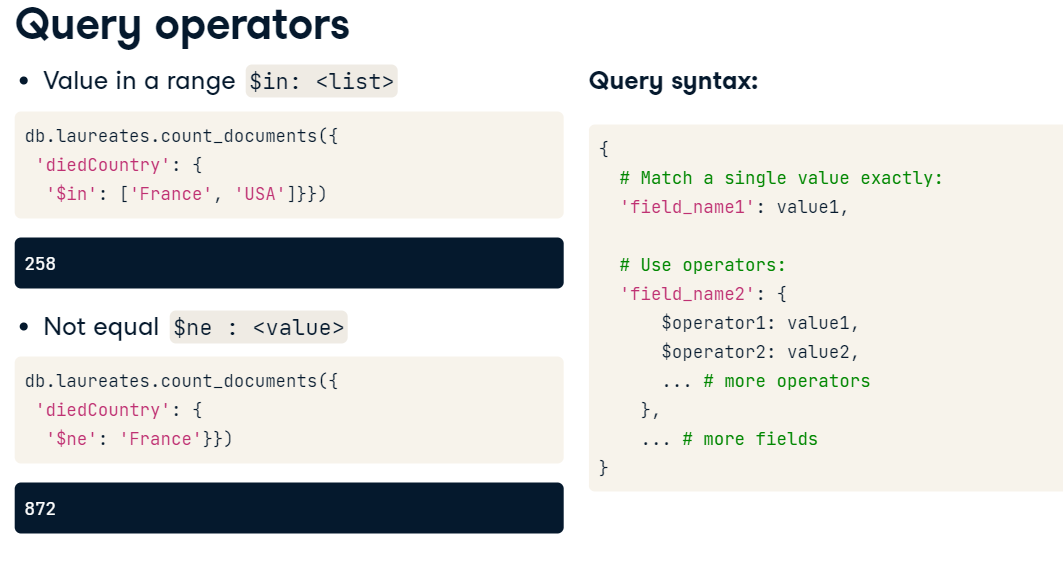 Query operators
• Value in a range $in: <list>
db.laureates.count_documents({
 'diedCountry': {
  '$in': ['France', 'USA']}})
258
• Not equal $ne : <value>
db.laureates.count_documents({
 'diedCountry': {
  '$ne': 'France'}})
872
Query syntax:
{
  # Match a single value exactly:
  'field_name1': value1,
  # Use operators:
  'field_name2': {
      $operator1: value1,
      $operator2: value2,
      ... # more operators
    },
    ... # more fields
}